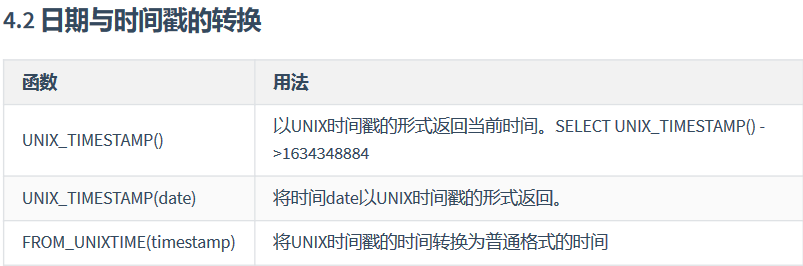 4.2 日期与时间戳的转换
函数 用法
UNIX_TIMESTAMP() 以UNIX时间戳的形式返回当前时间。SELECT UNIX_TIMESTAMP() -
>1634348884
UNIX_TIMESTAMP(date) 将时间date以UNIX时间戳的形式返回。
FROM_UNIXTIME(timestamp) 将UNIX时间戳的时间转换为普通格式的时间